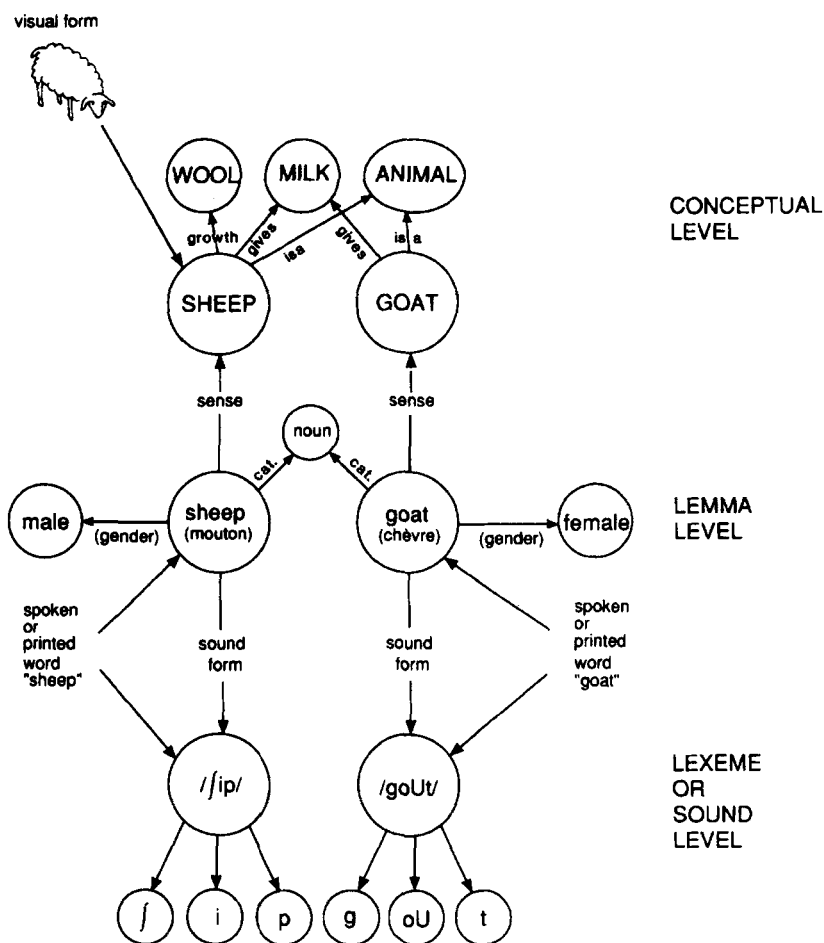 visual form
WOOL
MILK
ANIMAL
CONCEPTUAL
LEVEL
growth
gives
isa
gives
is a
SHEEP
GOAT
sense
sense
noun
cat.
cat.
male
(gender)
sheep
(mouton)
goat
(chèvre)
(gender)
female
LEMMA
LEVEL
spoken
or
printed
word
"sheep"
sound
form
sound
form
spoken
or
printed
word
"goat"
/ʃip/
/goUt/
LEXEME
OR
SOUND
LEVEL
ʃ
i
p
g
oU
t